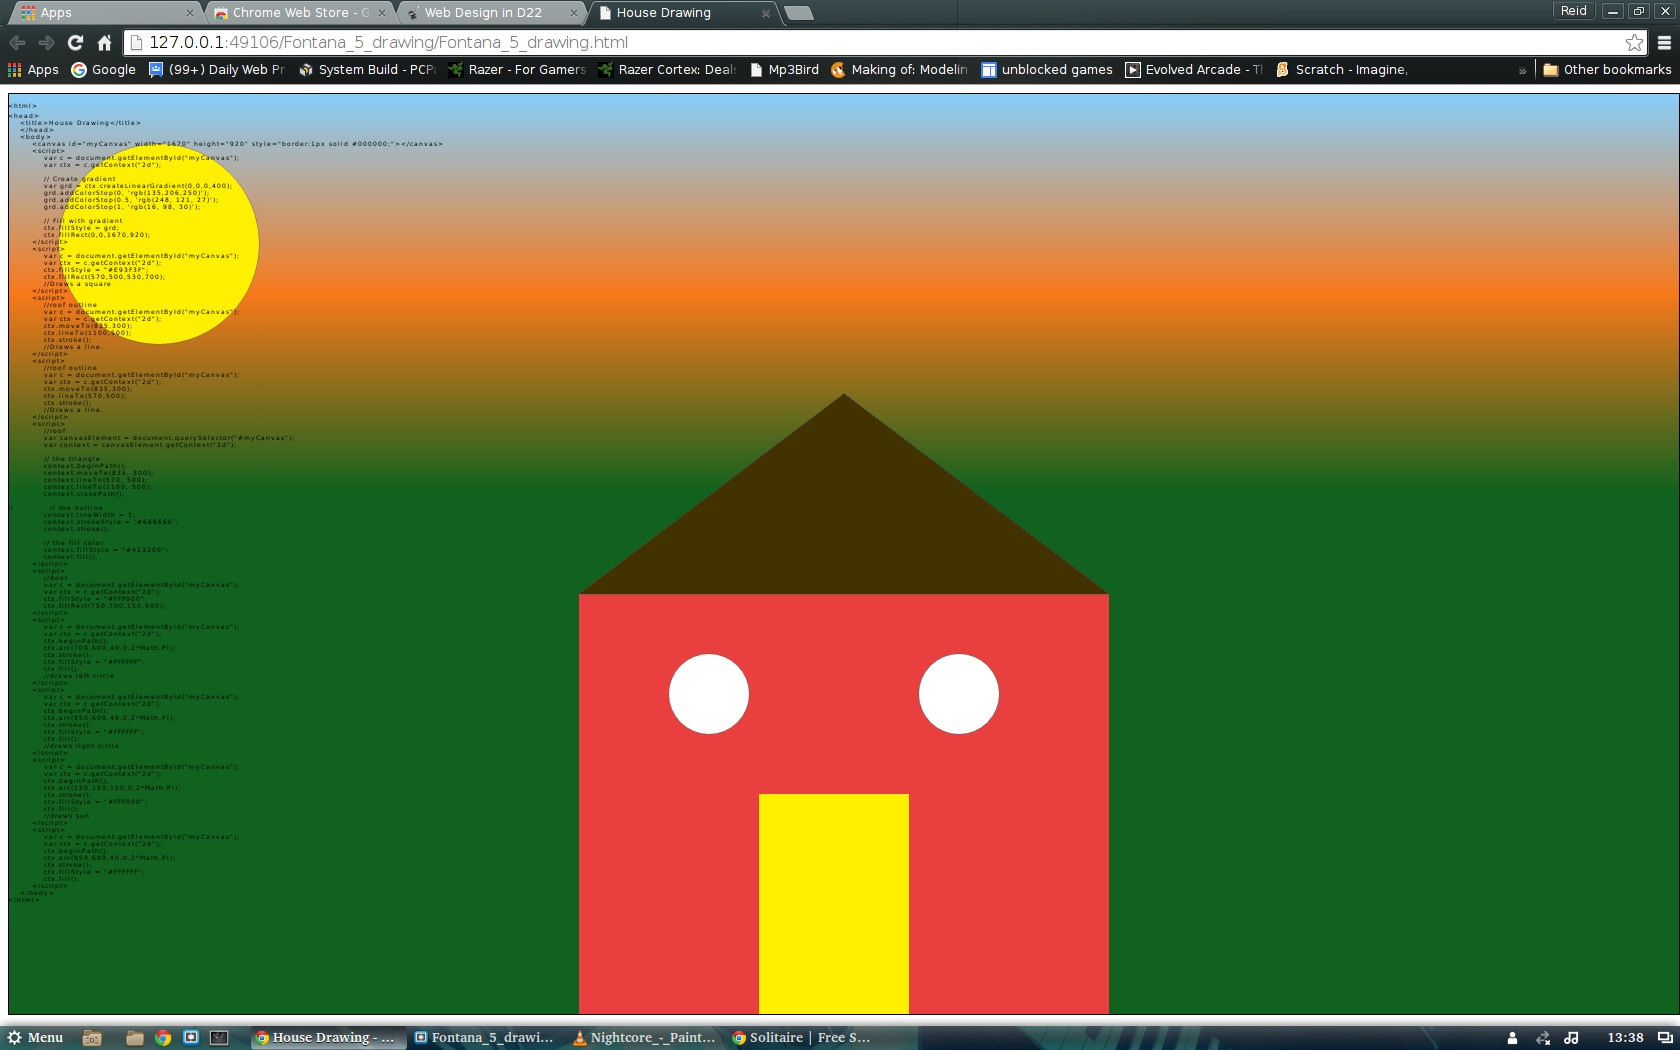 Apps
Chrome Web Store - G
Web Design in D22
House Drawing
Reid
127.0.0.1:49106/Fontana_5_drawing/Fontana_5_drawing.html
Apps
Google
(99+) Daily Web Pr
System Build - PCPa
Razer - For Gamers
Razer Cortex: Deals
Mp3Bird
Making of: Modelin
unblocked games
Evolved Arcade - Th
Scratch - Imagine,
»
Other bookmarks
<html>
<head>
<title>House Drawing</title>
</head>
<body>
<canvas id="myCanvas" width="1670" height="920" style="border:1px solid #000000;"></canvas>
<script>
var c = document.getElementById("myCanvas");
var ctx = c.getContext("2d");
// Create gradient
var grd = ctx.createLinearGradient(0,0,0,400);
grd.addColorStop(0, 'rgb(135,206,250)');
grd.addColorStop(0.5, 'rgb(248, 121, 27)');
grd.addColorStop(1, 'rgb(16, 98, 30)');
// Fill with gradient
ctx.fillStyle = grd;
ctx.fillRect(0,0,1670,920);
</script>
<script>
var c = document.getElementById("myCanvas");
var ctx = c.getContext("2d");
ctx.fillStyle = "#E93F3F";
ctx.fillRect(570,500,530,700);
//Draws a square
</script>
<script>
//roof outline
var c = document.getElementById("myCanvas");
var ctx = c.getContext("2d");
ctx.moveTo(835,300);
ctx.lineTo(1100,500);
ctx.stroke();
//Draws a line.
</script>
<script>
//roof outline
var c = document.getElementById("myCanvas");
var ctx = c.getContext("2d");
ctx.moveTo(835,300);
ctx.lineTo(570,500);
ctx.stroke();
//Draws a line.
</script>
<script>
//roof
var canvasElement = document.querySelector("#myCanvas");
var context = canvasElement.getContext("2d");
// the triangle
context.beginPath();
context.moveTo(835, 300);
context.lineTo(570, 500);
context.lineTo(1100, 500);
context.closePath();
// // the outline
context.lineWidth = 1;
context.strokeStyle = '#666666';
context.stroke();
// the fill color
context.fillStyle = "#423200";
context.fill();
</script>
<script>
//door
var c = document.getElementById("myCanvas");
var ctx = c.getContext("2d");
ctx.fillStyle = "#FFF000";
ctx.fillRect(750,700,150,900);
</script>
<script>
var c = document.getElementById("myCanvas");
var ctx = c.getContext("2d");
ctx.beginPath();
ctx.arc(700,600,40,0,2*Math.PI);
ctx.stroke();
ctx.fillStyle = "#FFFFFF";
ctx.fill();
//draws left circle
</script>
<script>
var c = document.getElementById("myCanvas");
var ctx = c.getContext("2d");
ctx.beginPath();
ctx.arc(950,600,40,0,2*Math.PI);
ctx.stroke();
ctx.fillStyle = "#FFFFFF";
ctx.fill();
//draws right circle
</script>
<script>
var c = document.getElementById("myCanvas");
var ctx = c.getContext("2d");
ctx.beginPath();
ctx.arc(150,150,100,0,2*Math.PI);
ctx.stroke();
ctx.fillStyle = "#FFF000";
ctx.fill();
//draws sun
</script>
<script>
var c = document.getElementById("myCanvas");
var ctx = c.getContext("2d");
ctx.beginPath();
ctx.arc(950,600,40,0,2*Math.PI);
ctx.stroke();
ctx.fillStyle = "#FFFFFF";
ctx.fill();
</script>
</body>
</html>
Menu
House Drawing - ...
Fontana_5_drawi...
Nightcore_-_Paint...
Solitaire | Free S...
13:38